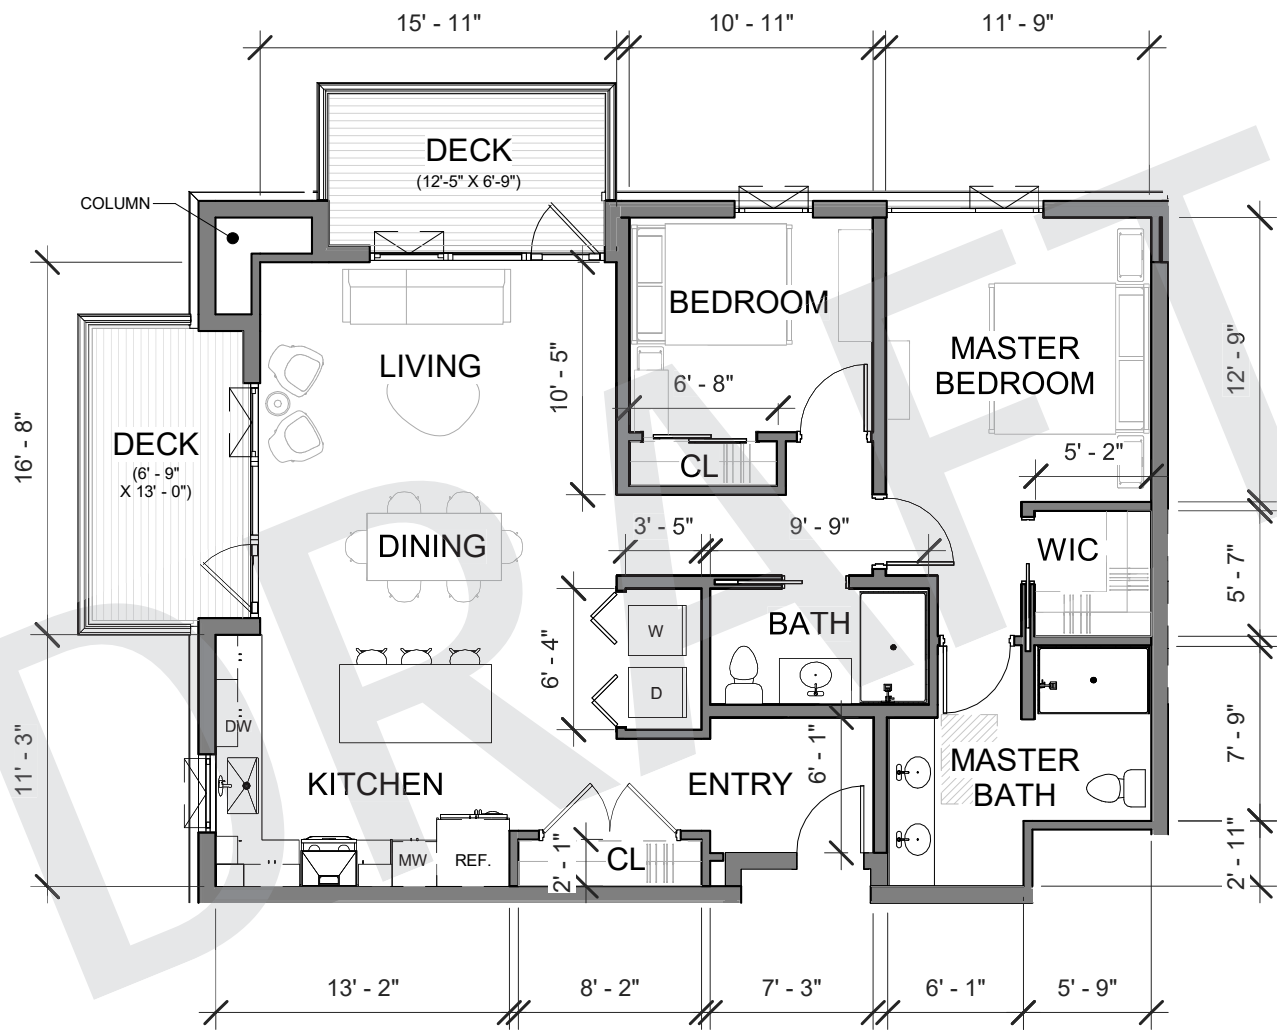 15' - 11"
10' - 11"
11' - 9"
DECK
(12'-5" X 6'-9")
COLUMN
BEDROOM
LIVING
MASTER
BEDROOM
10' - 5"
12' - 9"
6' - 8"
16' - 8"
DECK
(6' - 9"
X 13' - 0")
CL
5' - 2"
3' - 5"
9' - 9"
DINING
WIC
5' - 7"
BATH
W
6' - 4"
D
DW
11' - 3"
KITCHEN
ENTRY
6' - 1"
MASTER
BATH
7' - 9"
MW
REF.
2' - 1"
CL
2' - 11"
13' - 2"
8' - 2"
7' - 3"
6' - 1"
5' - 9"
DRAFT